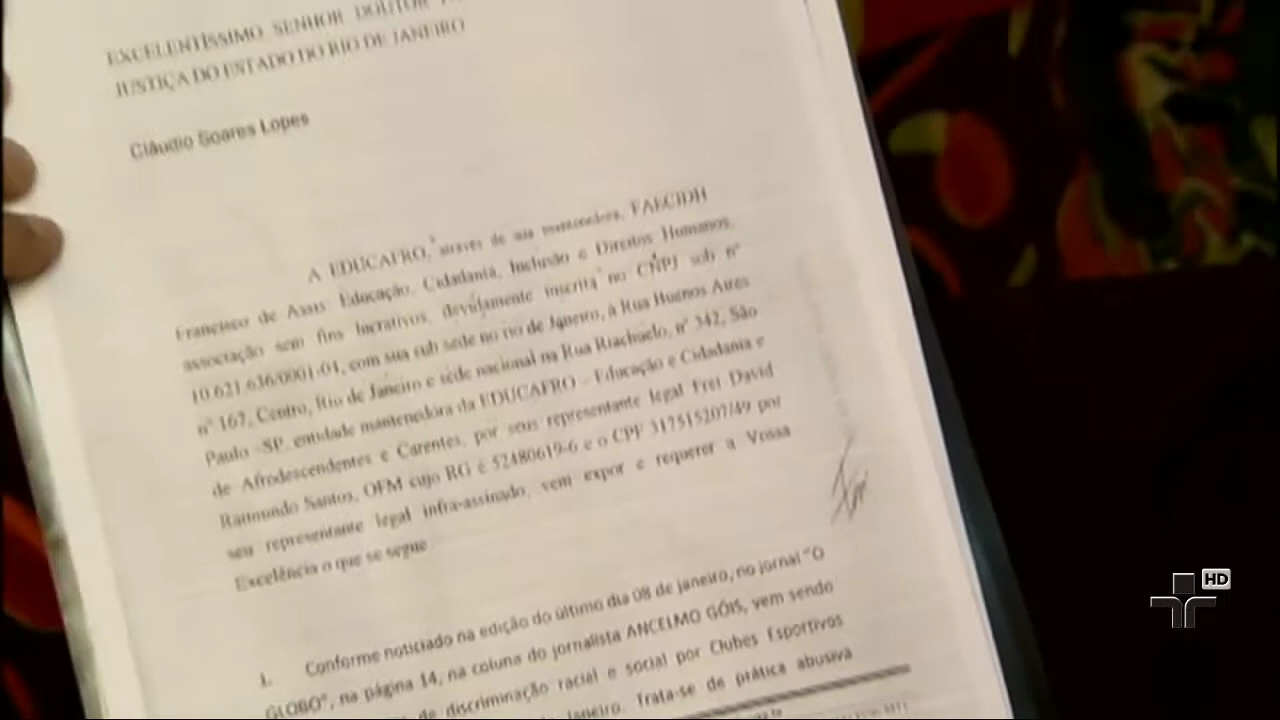 EXCELENTÍSSIMO SENHOR DOUTOR
JUSTIÇA DO ESTADO DO RIO DE JANEIRO
Cláudio Soares Lopes
A EDUCAFRO, através de sua mantenedora, FAECIDH
Francisco de Assis: Educação, Cidadania, Inclusão e Direitos Humanos,
associação sem fins lucrativos, devidamente inscrita no CNPJ sob nº
10.621.636/0001-01, com sua sub sede no rio de Janeiro, à Rua Buenos Aires
nº 167, Centro, Rio de Janeiro e sede nacional na Rua Riachuelo, nº 342, São
Paulo –SP, entidade mantenedora da EDUCAFRO – Educação e Cidadania e
de Afrodescendentes e Carentes, por seus representante legal Frei David
Raimundo Santos, OFM cujo RG é 52480619-6 e o CPF 317515207/49 por
seu representante legal infra-assinado, vem expor e requerer a Vossa
Excelência o que se segue
1. Conforme noticiado na edição do último dia 08 de janeiro, no jornal "O
GLOBO", na página 14, na coluna do jornalista ANCELMO GÓIS, vem sendo
de discriminação racial e social por Clubes Esportivos
Janeiro. Trata-se de prática abusiva
HD